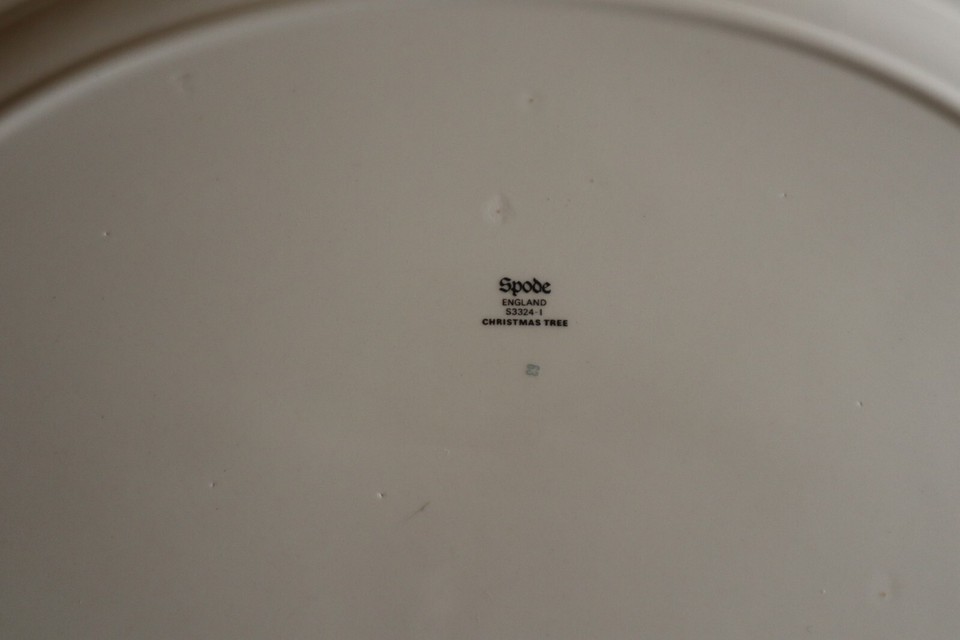 Spode
ENGLAND
S3324-I
CHRISTMAS TREE